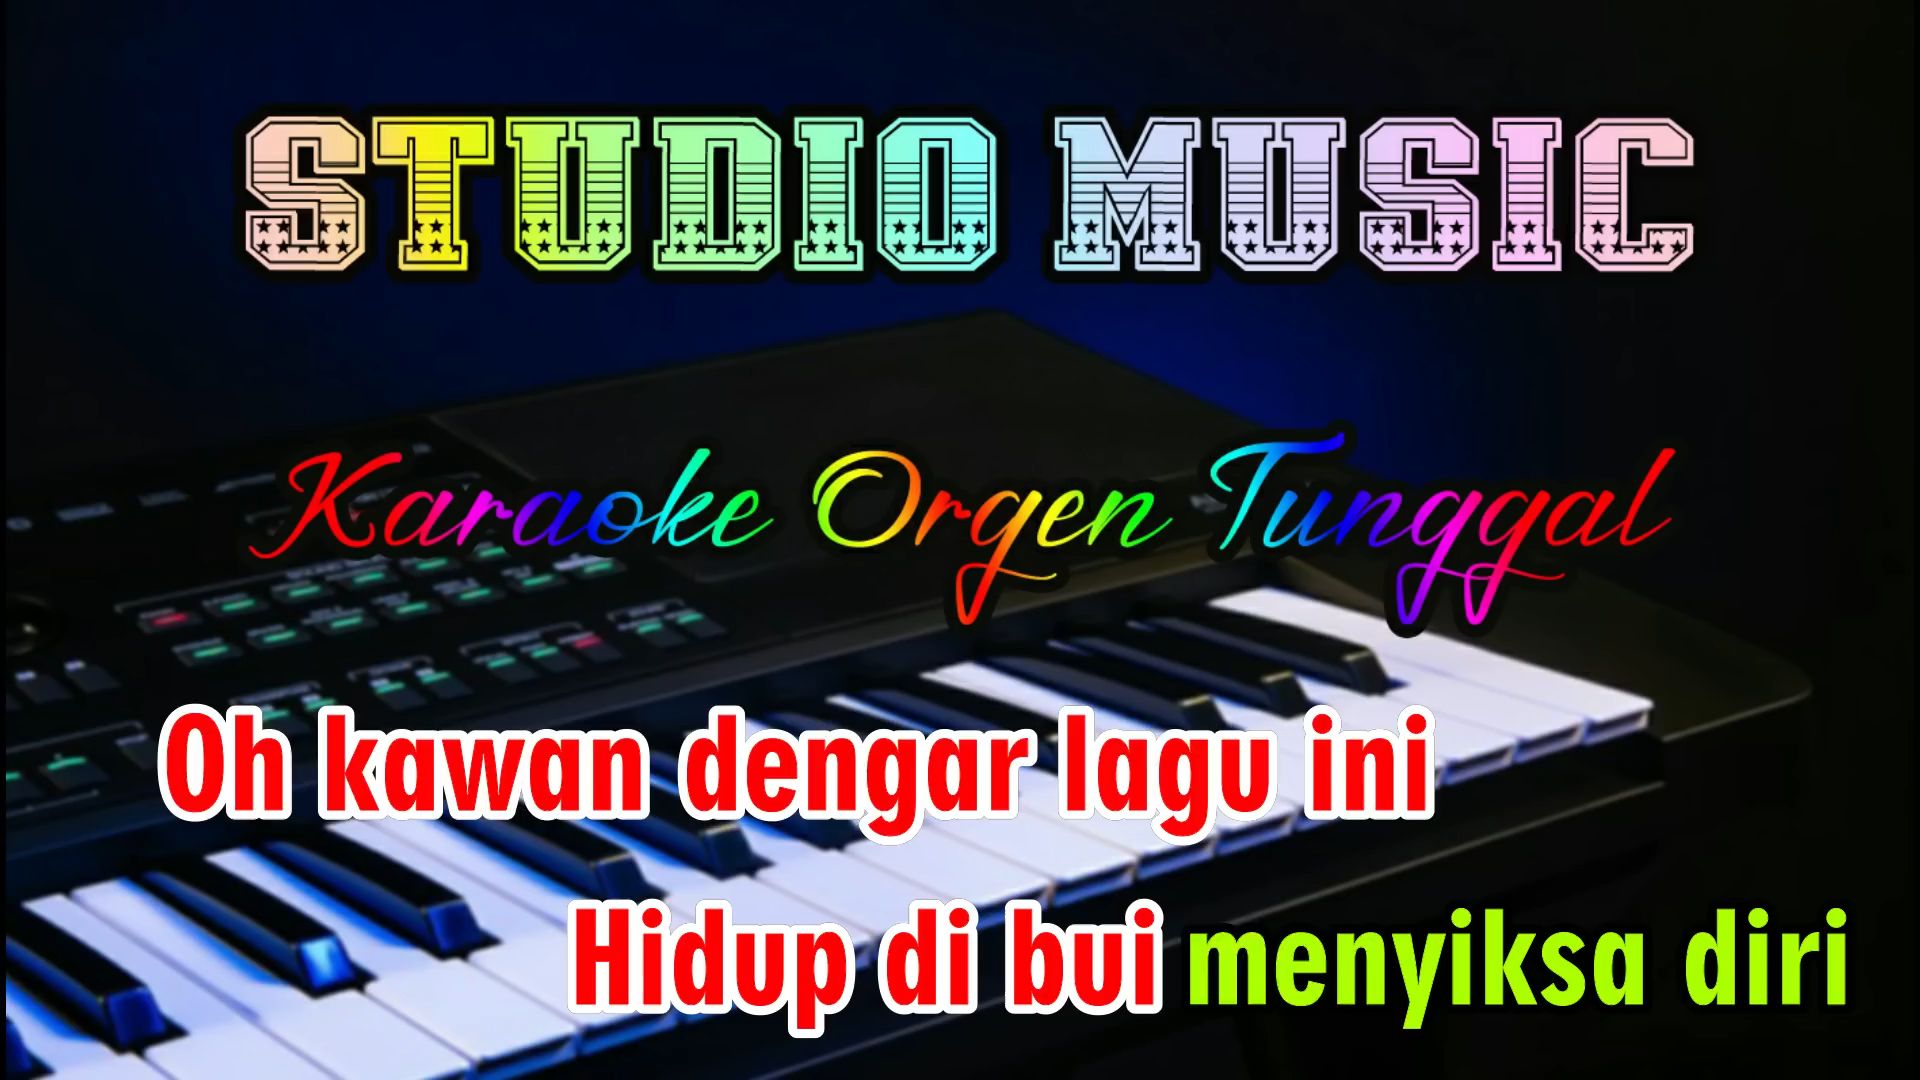 STUDIO MUSIC
Karaoke Orgen Tunggal
Oh kawan dengar lagu ini
Hidup di bui menyiksa diri